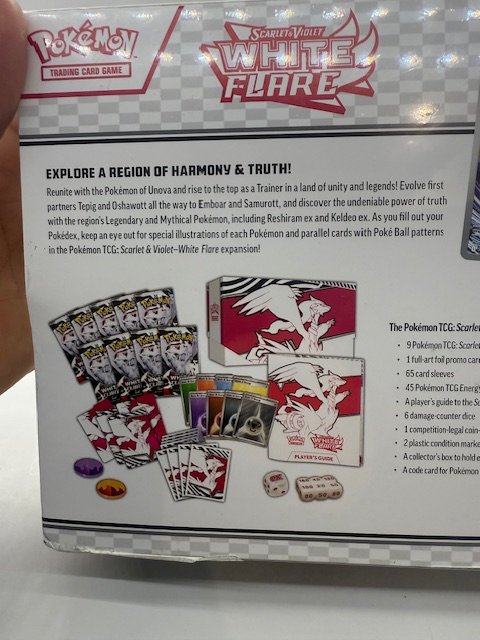 POKéMON
TRADING CARD GAME
SCARLET & VIOLET
WHITE
FLARE
EXPLORE A REGION OF HARMONY & TRUTH!
Reunite with the Pokémon of Unova and rise to the top as a Trainer in a land of unity and legends! Evolve first
partners Tepig and Oshawott all the way to Emboar and Samurott, and discover the undeniable power of truth
with the region's Legendary and Mythical Pokémon, including Reshiram ex and Keldeo ex. As you fill out your
Pokédex, keep an eye out for special illustrations of each Pokémon and parallel cards with Poké Ball patterns
in the Pokémon TCG: Scarlet & Violet—White Flare expansion!
The Pokémon TCG: Scarlet
• 9 Pokémon TCG: Scarlet
• 1 full-art foil promo car
• 65 card sleeves
• 45 Pokémon TCG Energy
• A player's guide to the Sc
• 6 damage-counter dice
• 1 competition-legal coin-
• 2 plastic condition marke
• A collector's box to hold e
• A code card for Pokémon
Pokémon
WHITE
FLARE
PLAYER'S GUIDE